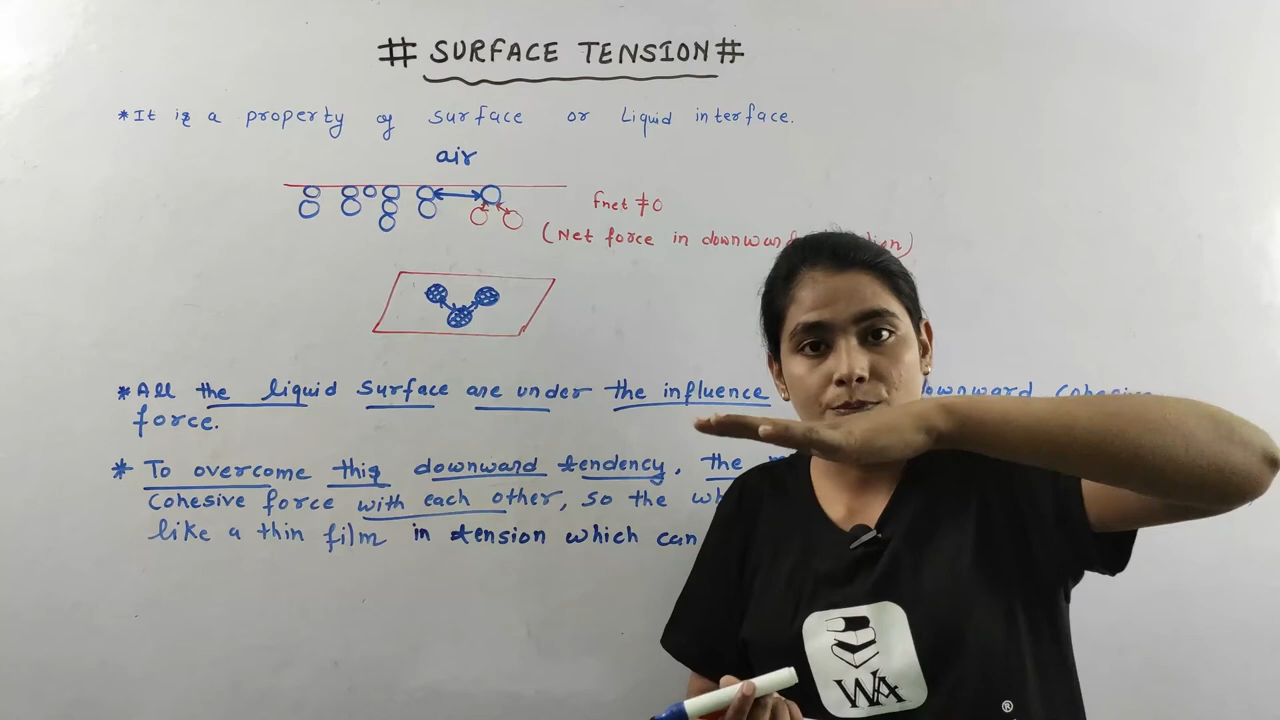 # SURFACE TENSION #
* It is a property of surface or Liquid interface.
air
Fnet ≠ 0
(Net force in downward
* All the liquid surface are under the influence downward cohesive
force.
* To overcome this downward tendency, the
cohesive force with each other, so the
like a thin film in tension which can
WA
®